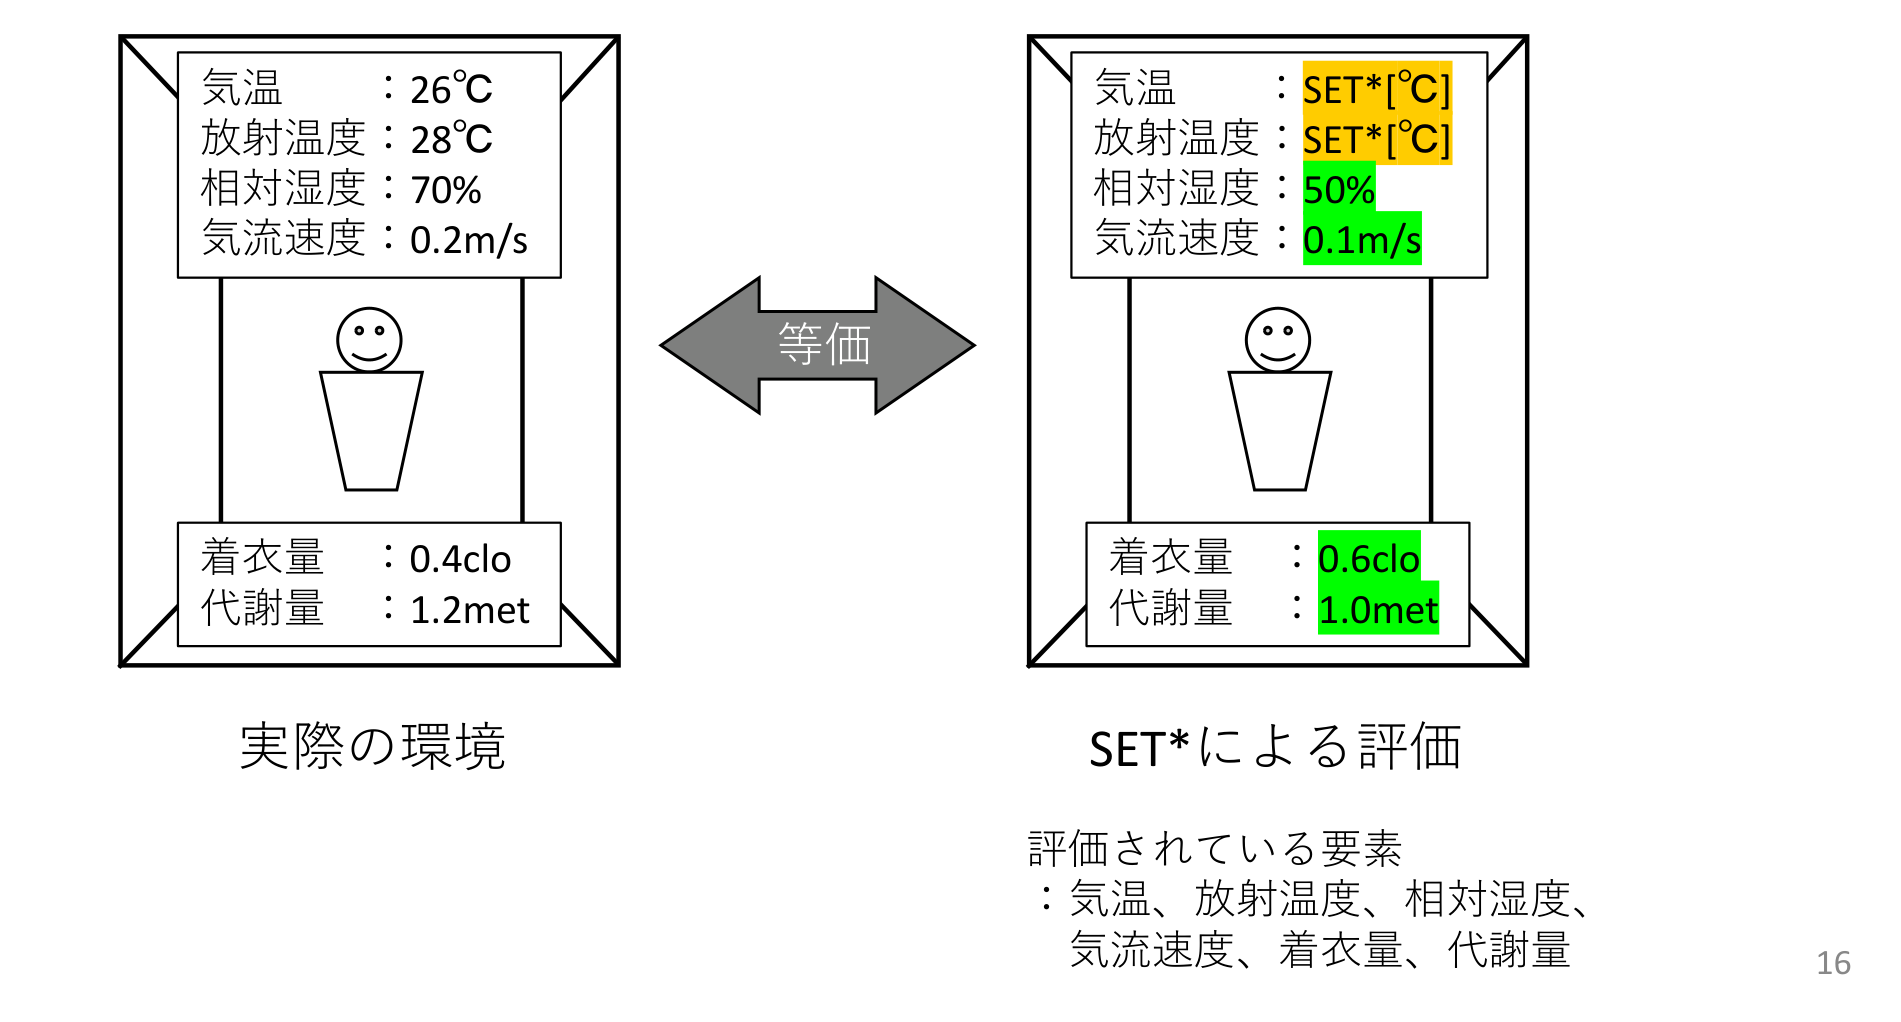 気温　　：26℃
放射温度：28℃
相対湿度：70%
気流速度：0.2m/s
着衣量　：0.4clo
代謝量　：1.2met
実際の環境
等価
気温　　：SET*[℃]
放射温度：SET*[℃]
相対湿度：50%
気流速度：0.1m/s
着衣量　：0.6clo
代謝量　：1.0met
SET*による評価
評価されている要素
：気温、放射温度、相対湿度、
気流速度、着衣量、代謝量
16